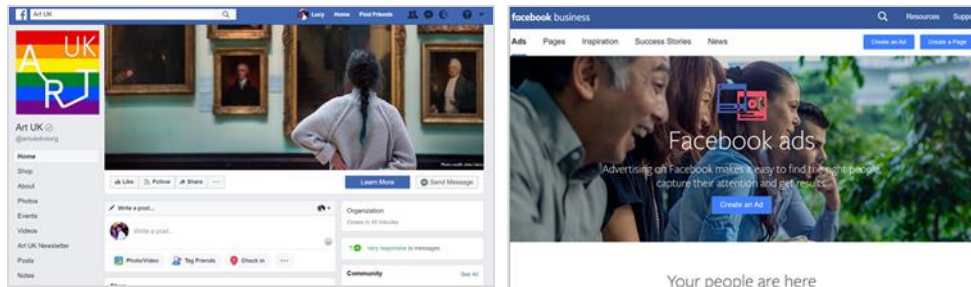 Art UK
Lucy Home Find Friends
UK
ART
Art UK
@artukdotorg
Home
Shop
About
Photos
Events
Videos
Art UK Newsletter
Posts
Notes
Like Follow Share ...
Learn More
Send Message
Write a post...
Write a post...
Photo/Video Tag Friends Check in ...
Organization
Very responsive to messages
Community See All
facebook business
Resources Suppo
Ads Pages Inspiration Success Stories News
Create an Ad Create a Page
Facebook ads
Advertising on Facebook makes it easy to find the right people,
capture their attention and get results.
Create an Ad
Your people are here